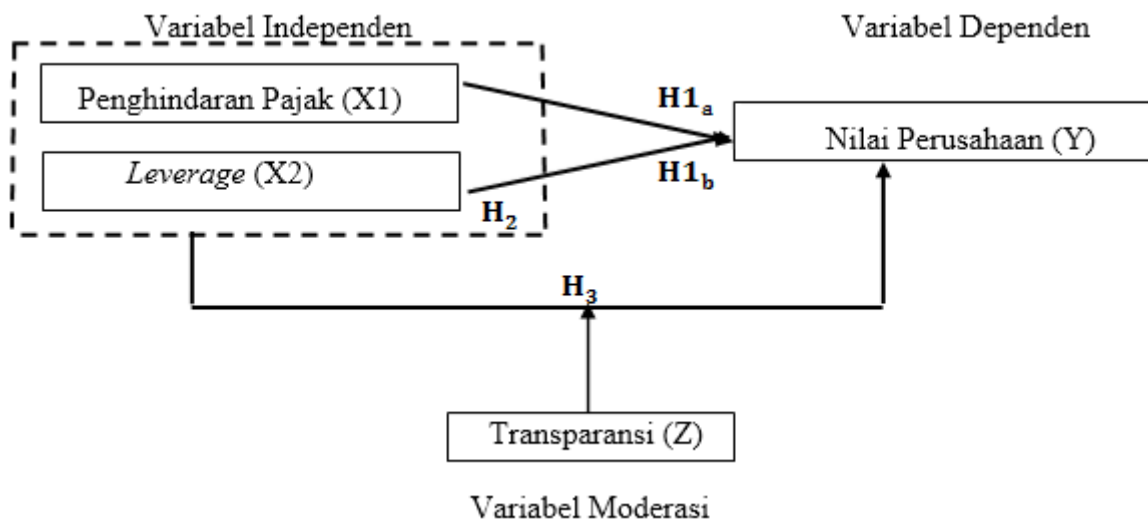 Variabel Independen
Variabel Dependen
Penghindaran Pajak (X1)
H1a
Nilai Perusahaan (Y)
Leverage (X2)
H1b
H2
H3
Transparansi (Z)
Variabel Moderasi